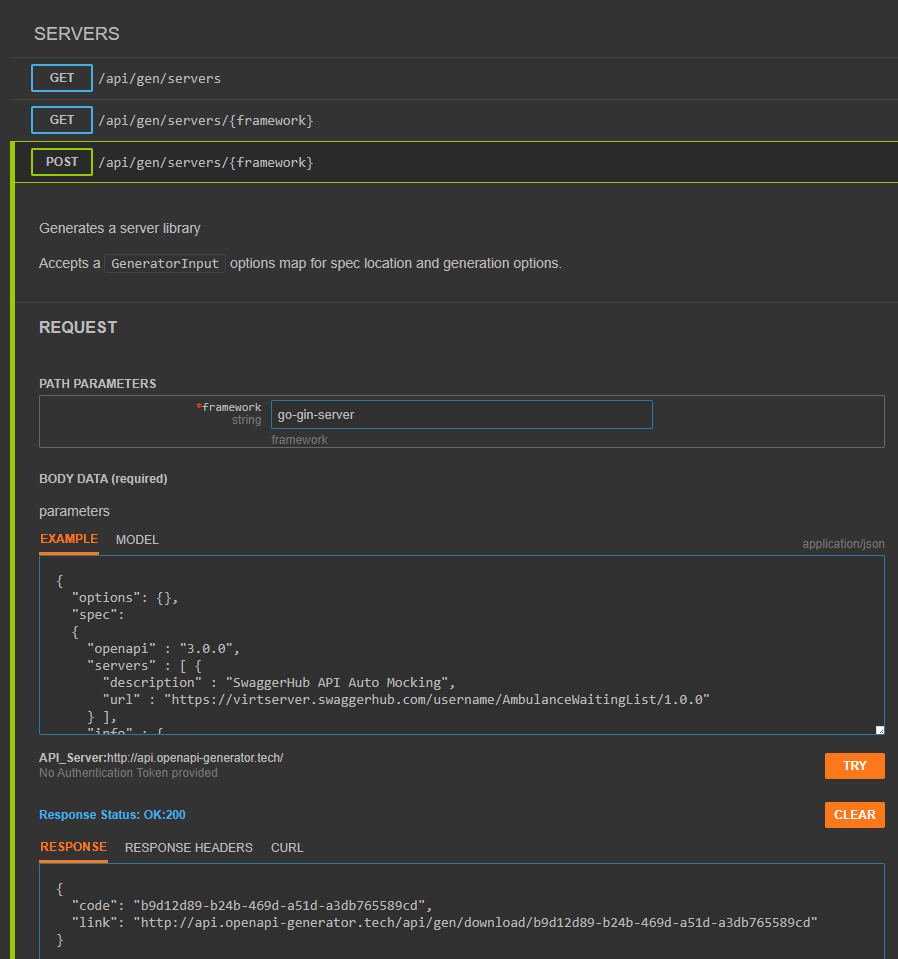 SERVERS
GET /api/gen/servers
GET /api/gen/servers/{framework}
POST /api/gen/servers/{framework}
Generates a server library
Accepts a GeneratorInput options map for spec location and generation options.
REQUEST
PATH PARAMETERS
*framework go-gin-server
string
framework
BODY DATA (required)
parameters
EXAMPLE MODEL application/json
{
"options": {},
"spec":
{
"openapi" : "3.0.0",
"servers" : [ {
"description" : "SwaggerHub API Auto Mocking",
"url" : "https://virtserver.swaggerhub.com/username/AmbulanceWaitingList/1.0.0"
} ],
"info" : {
API_Server:http://api.openapi-generator.tech/
No Authentication Token provided
TRY
Response Status: OK:200
CLEAR
RESPONSE RESPONSE HEADERS CURL
{
"code": "b9d12d89-b24b-469d-a51d-a3db765589cd",
"link": "http://api.openapi-generator.tech/api/gen/download/b9d12d89-b24b-469d-a51d-a3db765589cd"
}